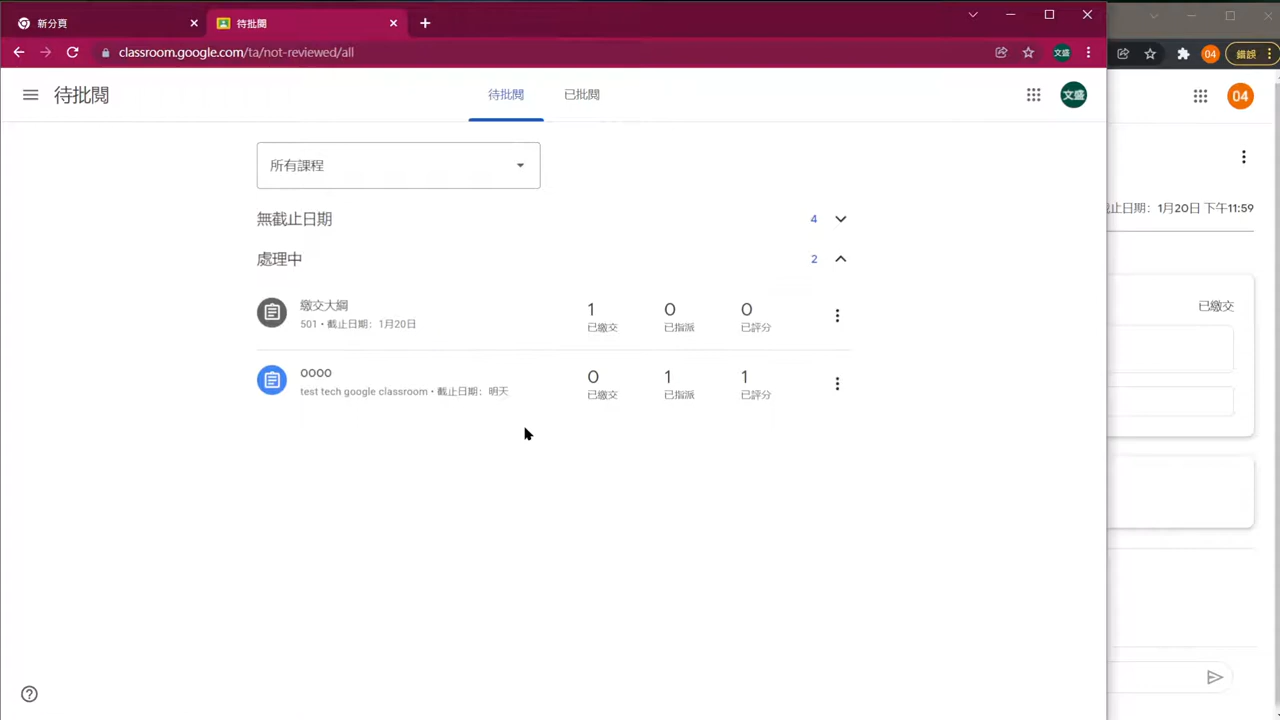 新分頁
待批閱
classroom.google.com/ta/not-reviewed/all
文盛
04
錯誤
待批閱
待批閱
已批閱
文盛
04
所有課程
截止日期：1月20日 下午11:59
無截止日期
4
處理中
2
繳交大綱
501 • 截止日期：1月20日
1
已繳交
0
已指派
0
已評分
已繳交
oooo
test tech google classroom • 截止日期：明天
0
已繳交
1
已指派
1
已評分